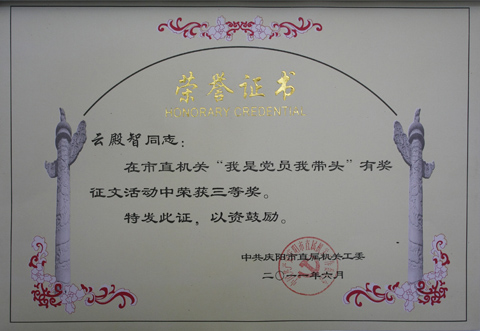 荣誉证书
HONORARY CREDENTIAL
云殿智同志：
在市直机关“我是党员我带头”有奖
征文活动中荣获三等奖。
特发此证，以资鼓励。
中共庆阳市直属机关工委
二〇一一年六月